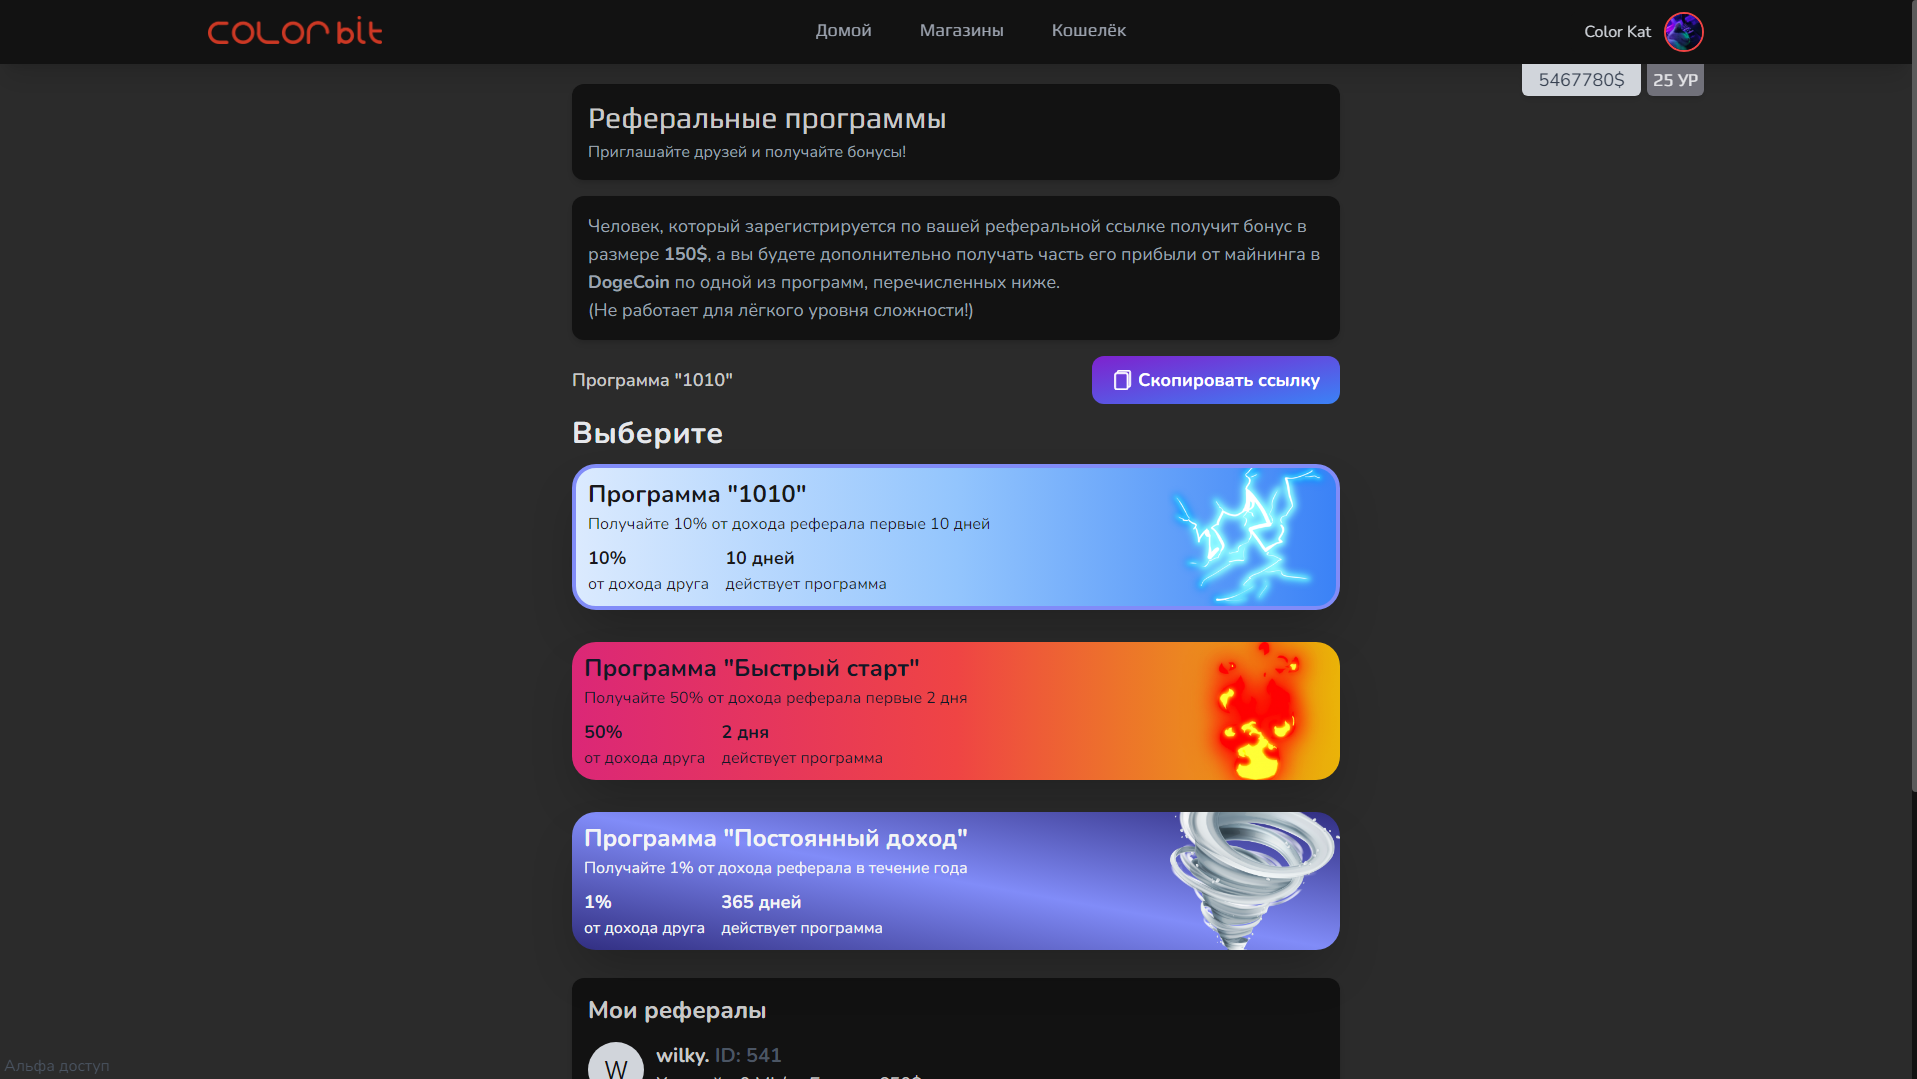 COLOR bit
Домой
Магазины
Кошелёк
Color Kat
5467780$
25 УР
Реферальные программы
Приглашайте друзей и получайте бонусы!
Человек, который зарегистрируется по вашей реферальной ссылке получит бонус в
размере 150$, а вы будете дополнительно получать часть его прибыли от майнинга в
DogeCoin по одной из программ, перечисленных ниже.
(Не работает для лёгкого уровня сложности!)
Программа "1010"
Скопировать ссылку
Выберите
Программа "1010"
Получайте 10% от дохода реферала первые 10 дней
10%
10 дней
от дохода друга
действует программа
Программа "Быстрый старт"
Получайте 50% от дохода реферала первые 2 дня
50%
2 дня
от дохода друга
действует программа
Программа "Постоянный доход"
Получайте 1% от дохода реферала в течение года
1%
365 дней
от дохода друга
действует программа
Мои рефералы
W
wilky. ID: 541
Альфа доступ